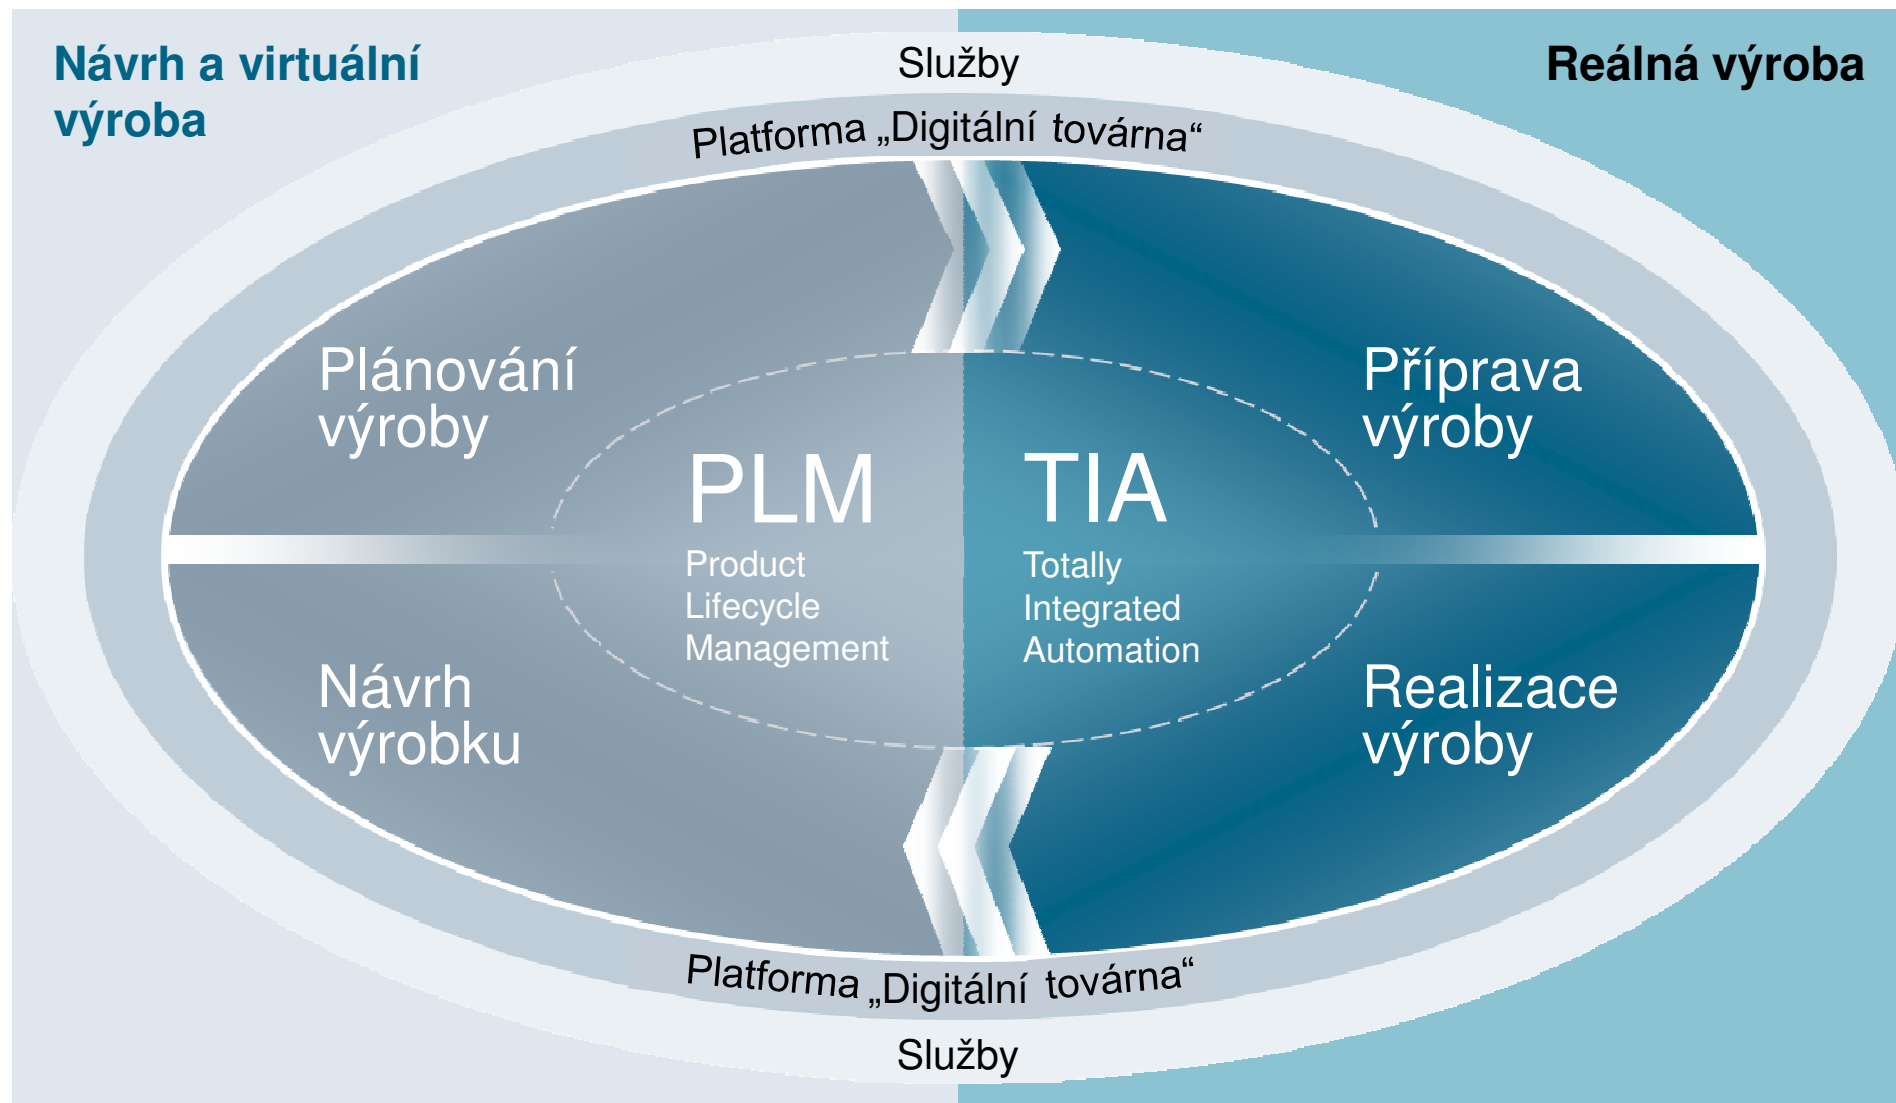 Návrh a virtuální
výroba
Reálná výroba
Služby
Platforma „Digitální továrna“
Plánování
výroby
Příprava
výroby
PLM
Product
Lifecycle
Management
TIA
Totally
Integrated
Automation
Návrh
výrobku
Realizace
výroby
Platforma „Digitální továrna“
Služby